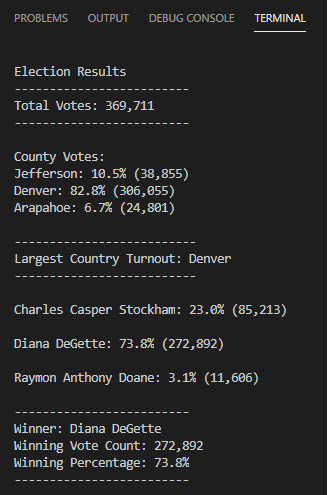 PROBLEMS OUTPUT DEBUG CONSOLE TERMINAL
Election Results
-------------------------
Total Votes: 369,711
-------------------------
County Votes:
Jefferson: 10.5% (38,855)
Denver: 82.8% (306,055)
Arapahoe: 6.7% (24,801)
--------------------------
Largest Country Turnout: Denver
--------------------------
Charles Casper Stockham: 23.0% (85,213)
Diana DeGette: 73.8% (272,892)
Raymon Anthony Doane: 3.1% (11,606)
-------------------------
Winner: Diana DeGette
Winning Vote Count: 272,892
Winning Percentage: 73.8%
-------------------------